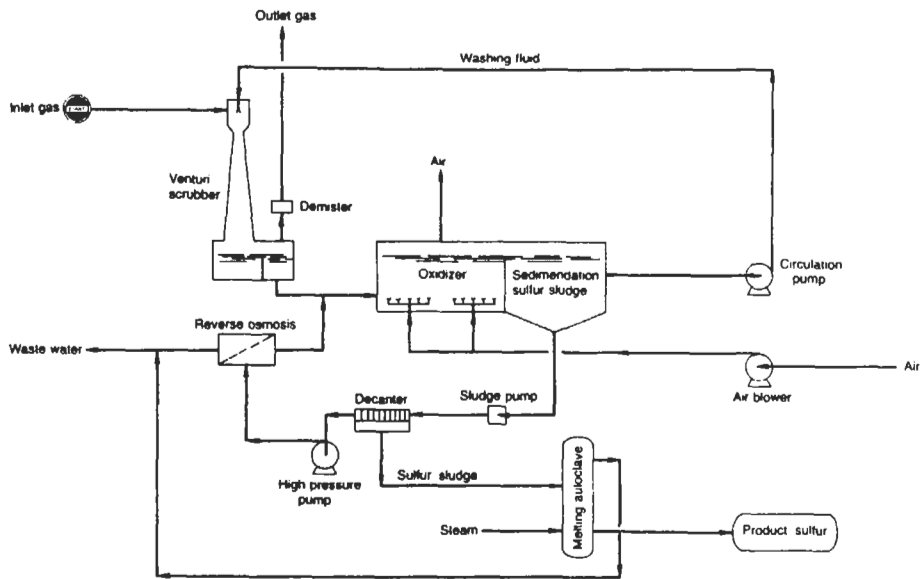 Outlet gas
Washing fluid
Inlet gas
Air
Venturi
scrubber
Demister
Oxidizer
Sedimendation
sulfur sludge
Circulation
pump
Reverse osmosis
Waste water
Air
Air blower
Decanter
Sludge pump
High pressure
pump
Sulfur sludge
Melting autoclave
Steam
Product sulfur